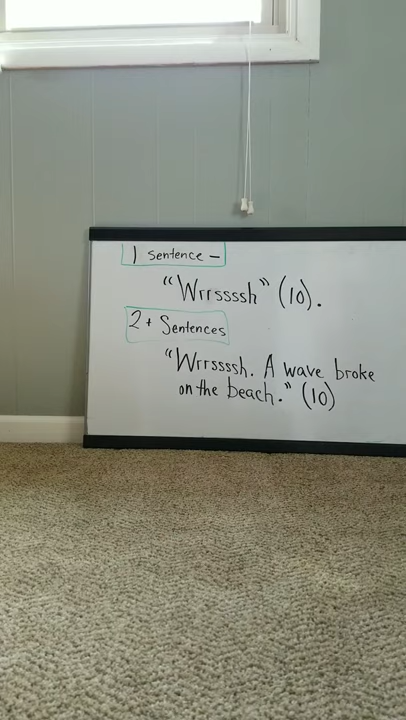 1 sentence -
"Wrrssssh" (10).
2+ Sentences
"Wrrssssh. A wave broke
on the beach." (10)